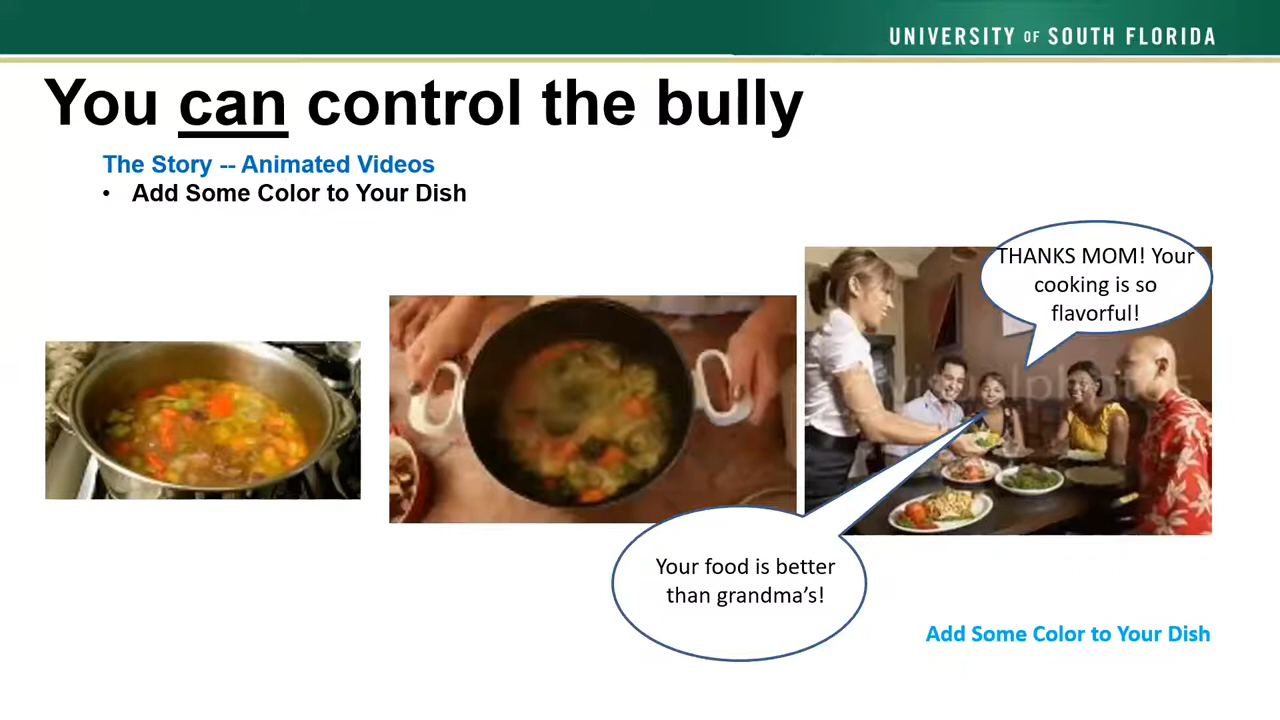 UNIVERSITY OF SOUTH FLORIDA
You can control the bully
The Story -- Animated Videos
• Add Some Color to Your Dish
THANKS MOM! Your
cooking is so
flavorful!
Your food is better
than grandma's!
Add Some Color to Your Dish